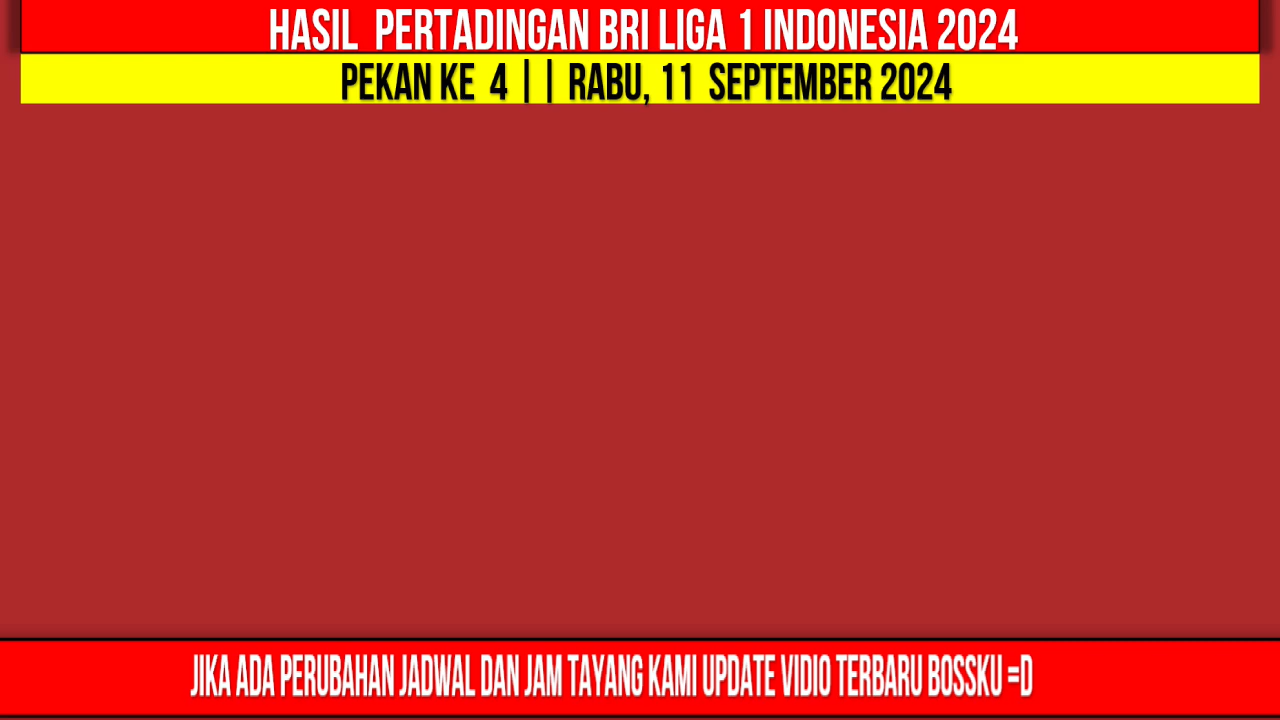 HASIL PERTADINGAN BRI LIGA 1 INDONESIA 2024
PEKAN KE 4 || RABU, 11 SEPTEMBER 2024
JIKA ADA PERUBAHAN JADWAL DAN JAM TAYANG KAMI UPDATE VIDIO TERBARU BOSSKU =D